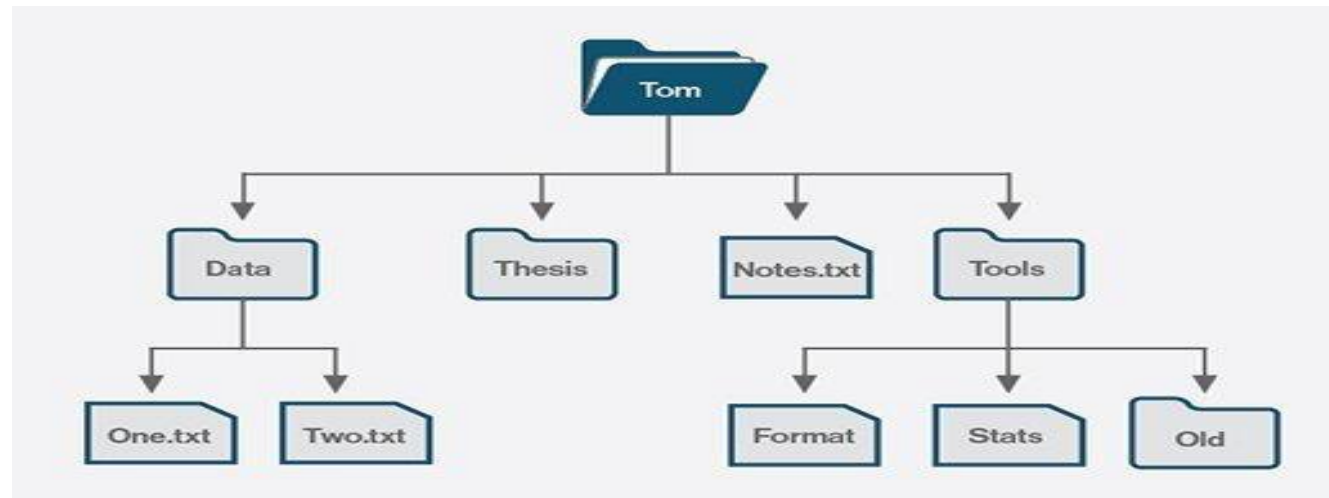 Tom
Data
Thesis
Notes.txt
Tools
One.txt
Two.txt
Format
Stats
Old